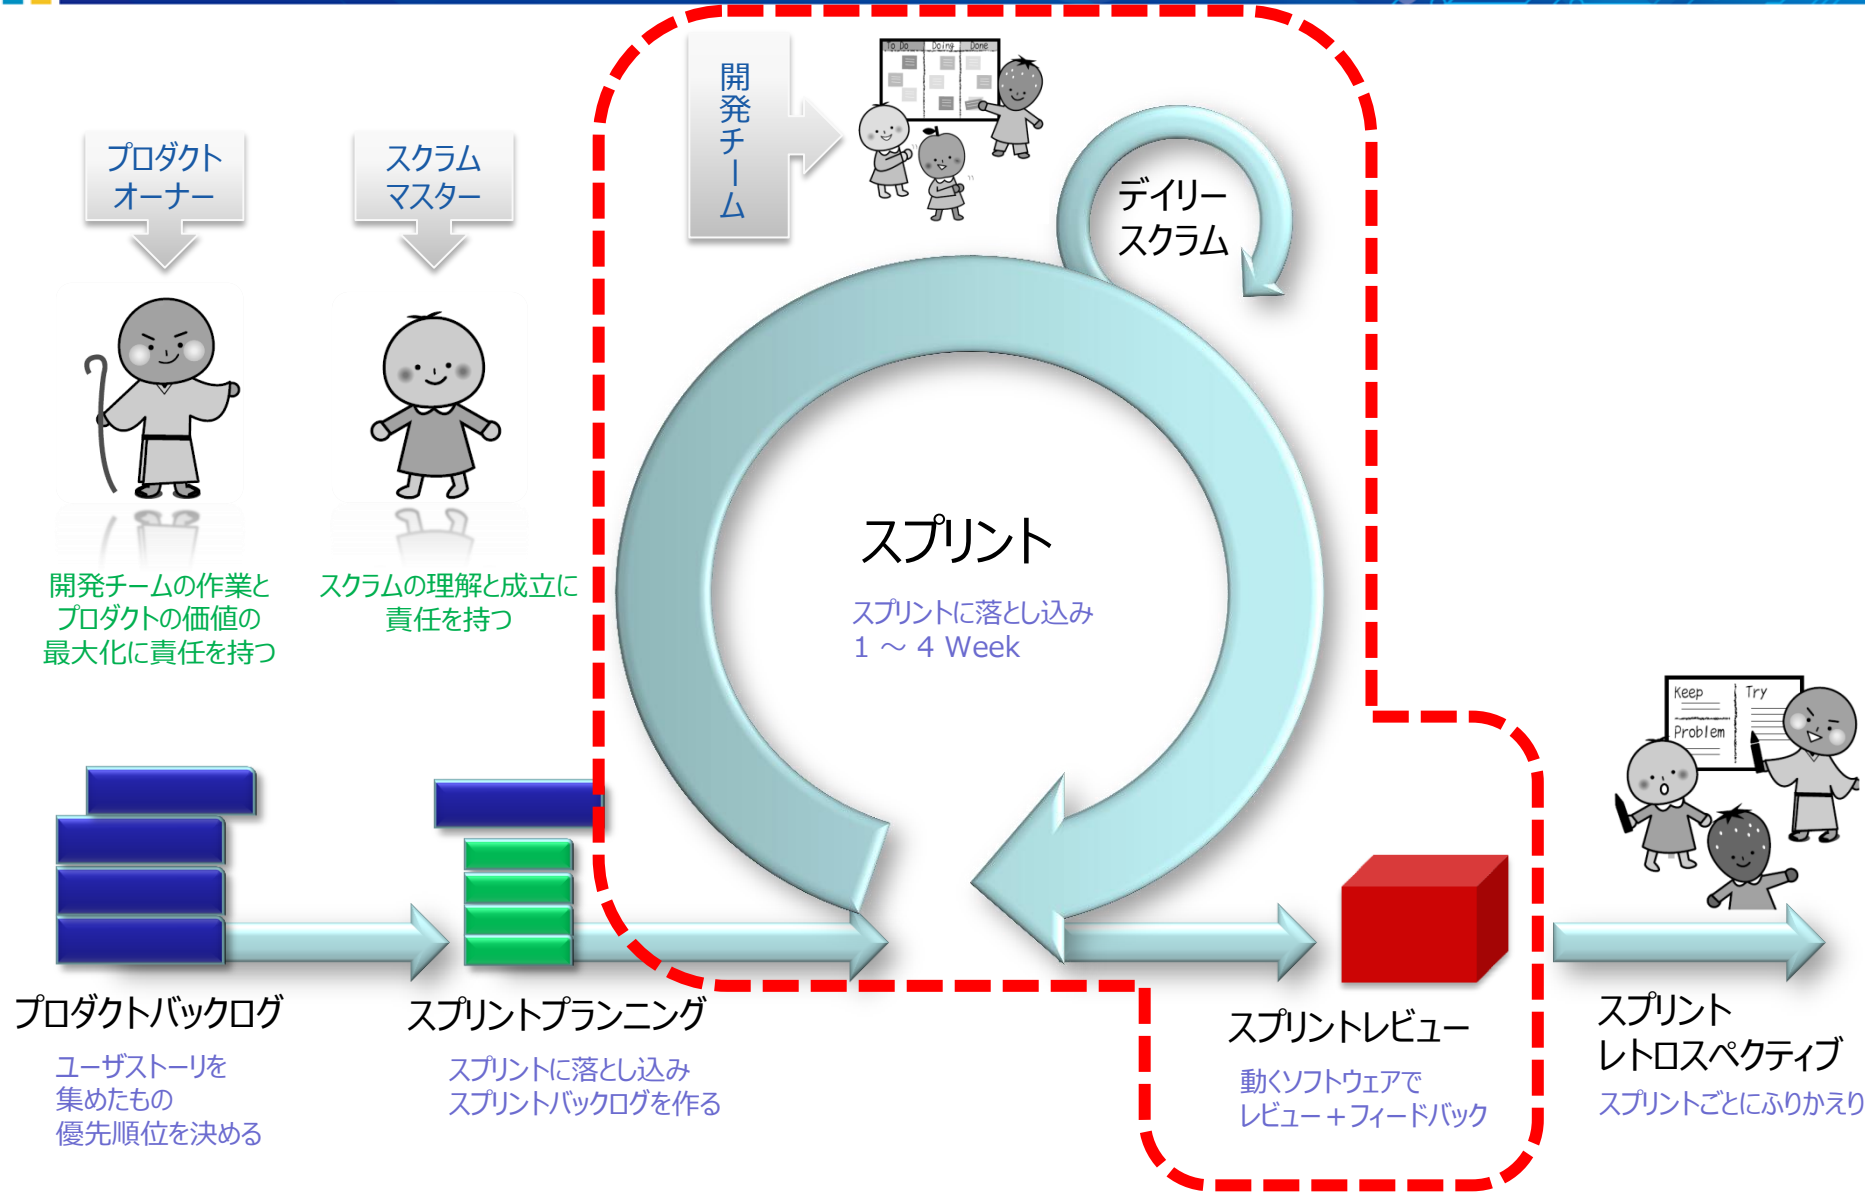 プロダクト
オーナー
スクラム
マスター
開発チーム
To Do Doing Done
デイリー
スクラム
開発チームの作業と
プロダクトの価値の
最大化に責任を持つ
スクラムの理解と成立に
責任を持つ
スプリント
スプリントに落とし込み
1 ～ 4 Week
Keep Try
Problem
プロダクトバックログ
ユーザストーリを
集めたもの
優先順位を決める
スプリントプランニング
スプリントに落とし込み
スプリントバックログを作る
スプリントレビュー
動くソフトウェアで
レビュー＋フィードバック
スプリント
レトロスペクティブ
スプリントごとにふりかえり